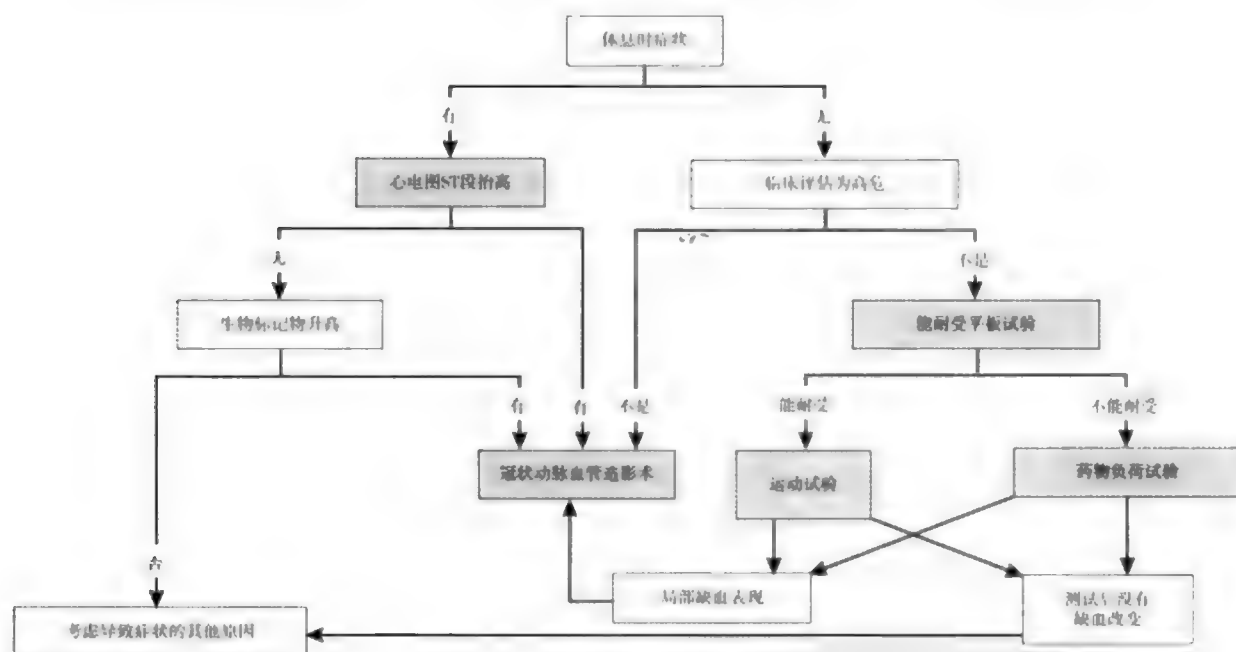 休息时症状
有
无
心电图ST段抬高
临床评估为高危
无
不是
生物标记物升高
能耐受平板试验
能耐受
不能耐受
有
有
不是
冠状动脉血管造影术
运动试验
药物负荷试验
否
局部缺血表现
测试后没有
缺血改变
考虑导致症状的其他原因